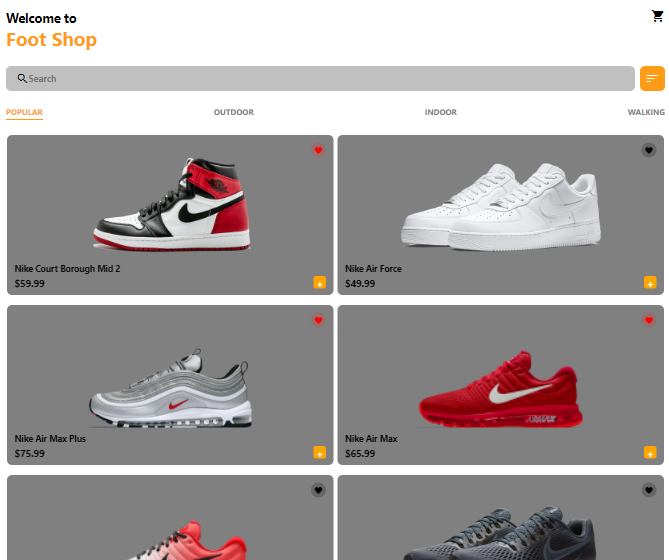 Welcome to
Foot Shop
Search
POPULAR OUTDOOR INDOOR WALKING
Nike Court Borough Mid 2
$59.99
+
Nike Air Force
$49.99
+
Nike Air Max Plus
$75.99
+
AIRMAX
Nike Air Max
$65.99
+